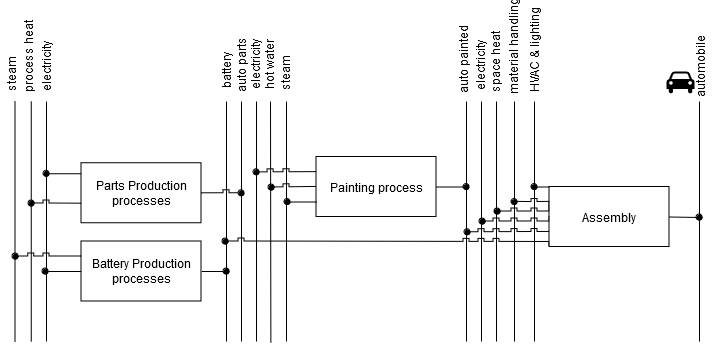 steam
process heat
electricity
battery
auto parts
electricity
hot water
steam
auto painted
electricity
space heat
material handling
HVAC & lighting
automobile
Parts Production
processes
Painting process
Assembly
Battery Production
processes